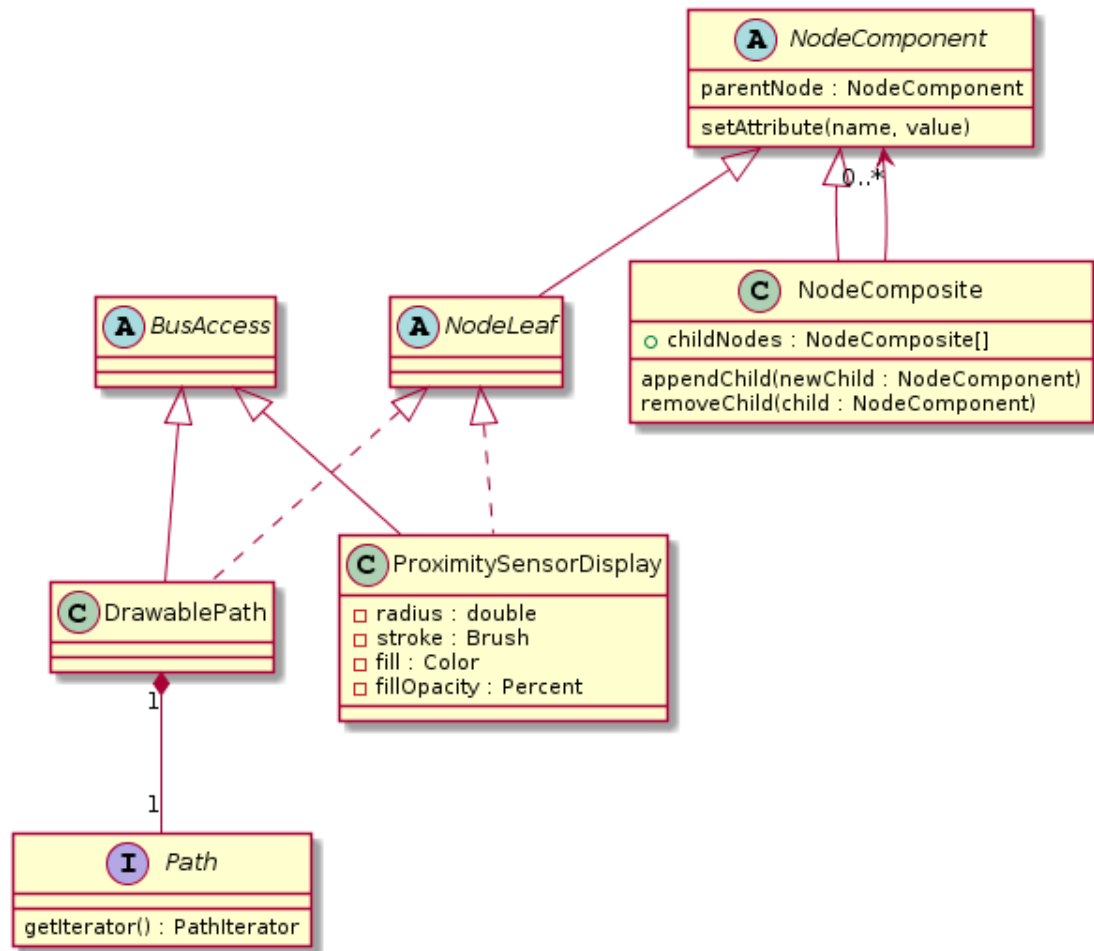 A NodeComponent
parentNode : NodeComponent
setAttribute(name, value)
0..*
C NodeComposite
childNodes : NodeComposite[]
appendChild(newChild : NodeComponent)
removeChild(child : NodeComponent)
A BusAccess
A NodeLeaf
C ProximitySensorDisplay
radius : double
stroke : Brush
fill : Color
fillOpacity : Percent
C DrawablePath
1
1
I Path
getIterator() : PathIterator